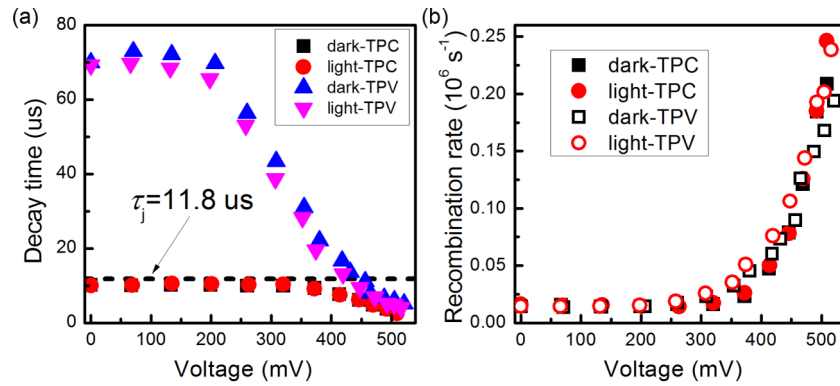 (a)
80
60
40
20
0
Decay time (us)
dark-TPC
light-TPC
dark-TPV
light-TPV
τj=11.8 us
0 100 200 300 400 500
Voltage (mV)
(b)
0.25
0.20
0.15
0.10
0.05
0.00
Recombination rate (10⁶ s⁻¹)
dark-TPC
light-TPC
dark-TPV
light-TPV
0 100 200 300 400 500
Voltage (mV)